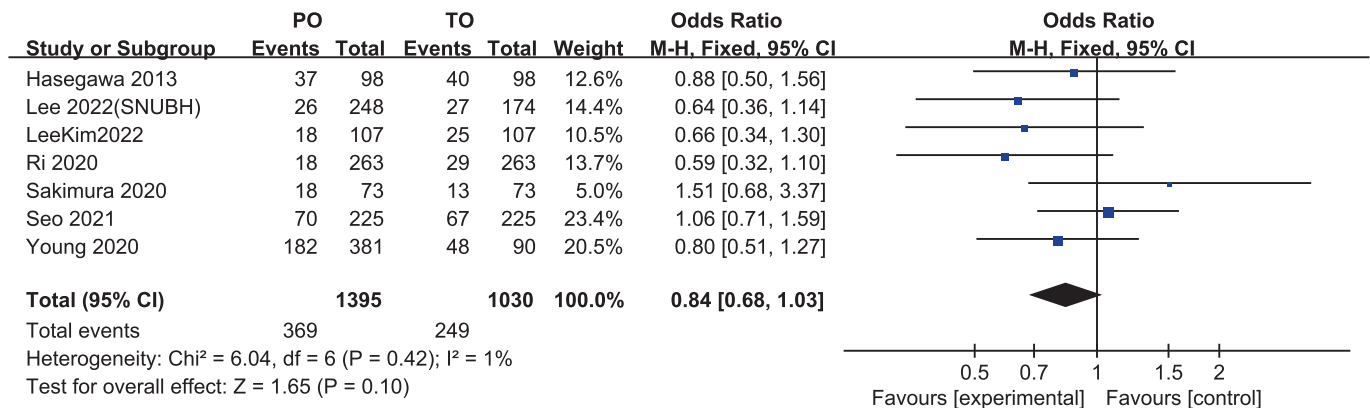 PO TO Odds Ratio Odds Ratio
Study or Subgroup Events Total Events Total Weight M-H, Fixed, 95% CI M-H, Fixed, 95% CI
Hasegawa 2013 37 98 40 98 12.6% 0.88 [0.50, 1.56]
Lee 2022(SNUBH) 26 248 27 174 14.4% 0.64 [0.36, 1.14]
LeeKim2022 18 107 25 107 10.5% 0.66 [0.34, 1.30]
Ri 2020 18 263 29 263 13.7% 0.59 [0.32, 1.10]
Sakimura 2020 18 73 13 73 5.0% 1.51 [0.68, 3.37]
Seo 2021 70 225 67 225 23.4% 1.06 [0.71, 1.59]
Young 2020 182 381 48 90 20.5% 0.80 [0.51, 1.27]
Total (95% CI) 1395 1030 100.0% 0.84 [0.68, 1.03]
Total events 369 249
Heterogeneity: Chi² = 6.04, df = 6 (P = 0.42); I² = 1%
Test for overall effect: Z = 1.65 (P = 0.10)
0.5 0.7 1 1.5 2
Favours [experimental] Favours [control]